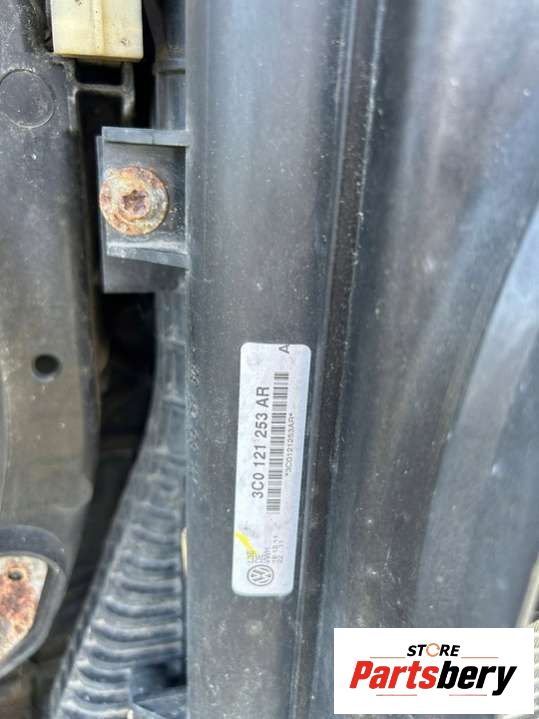 A
3C0 121 253 AR
*3C0121253AR*
STORE
Partsbery